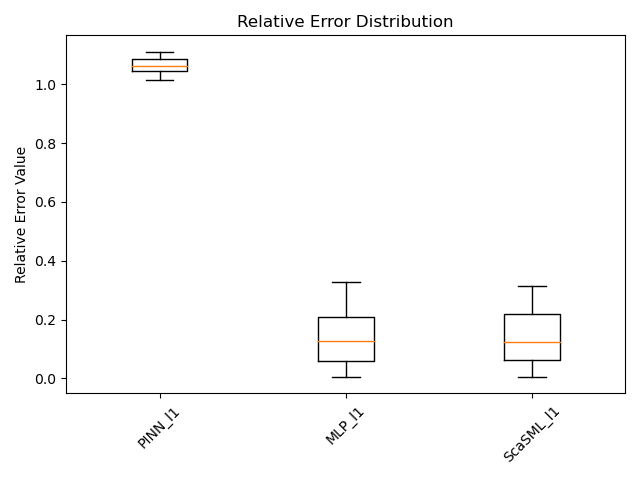 Relative Error Distribution
Relative Error Value
1.0
0.8
0.6
0.4
0.2
0.0
PINN_l1
MLP_l1
ScaSML_l1